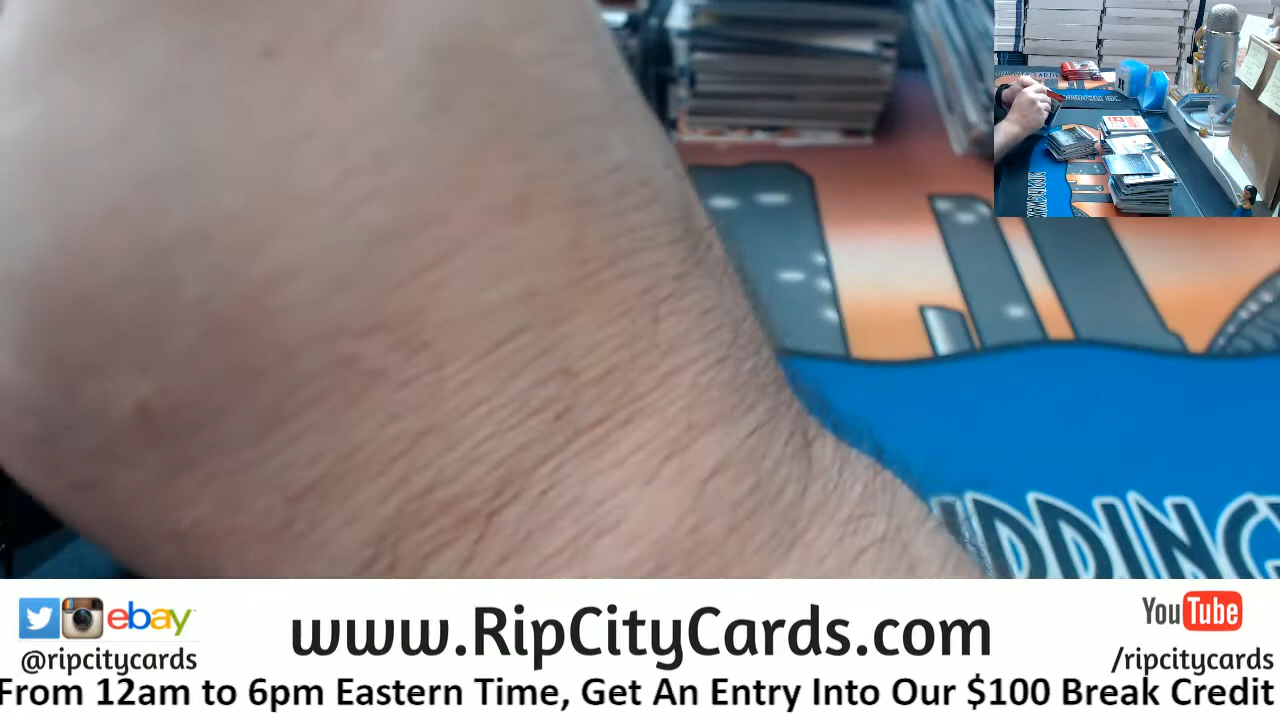 DDING
ebay
@ripcitycards
www.RipCityCards.com
YouTube
/ripcitycards
From 12am to 6pm Eastern Time, Get An Entry Into Our $100 Break Credit